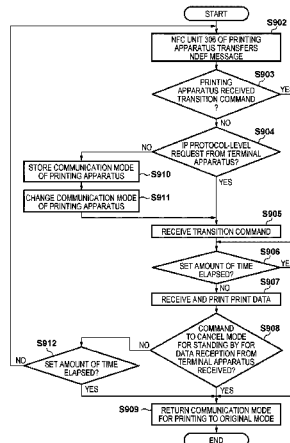 START
S902
NFC UNIT 306 OF PRINTING
APPARATUS TRANSFERS
NDEF MESSAGE
S903
PRINTING
APPARATUS RECEIVED
TRANSITION COMMAND
?
YE
NO
S904
IP PROTOCOL-LEVEL
REQUEST FROM TERMINAL
APPARATUS?
NO
YES
STORE COMMUNICATION MODE
OF PRINTING APPARATUS
S910
CHANGE COMMUNICATION MODE
OF PRINTING APPARATUS
S911
S905
RECEIVE TRANSITION COMMAND
S906
SET AMOUNT OF TIME
ELAPSED?
YE
NO
S907
RECEIVE AND PRINT PRINT DATA
S908
COMMAND
TO CANCEL MODE
FOR STANDING BY FOR
DATA RECEPTION FROM
TERMINAL APPARATUS
RECEIVED?
NO
YES
S912
SET AMOUNT OF TIME
ELAPSED?
NO
YES
S909
RETURN COMMUNICATION MODE
FOR PRINTING TO ORIGINAL MODE
END